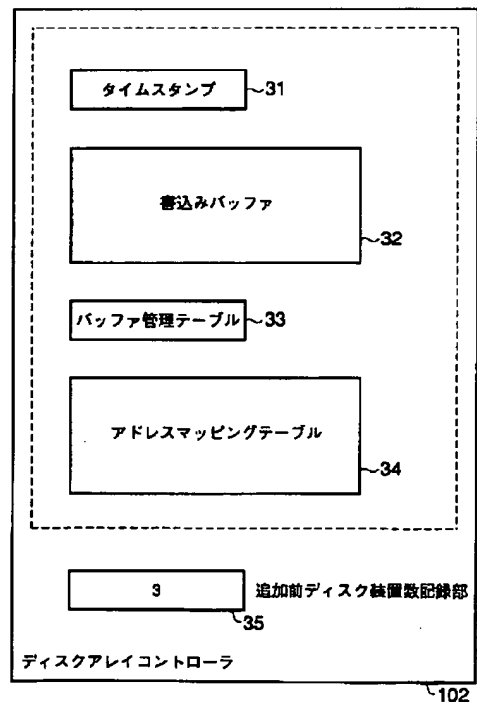 タイムスタンプ 31
書込みバッファ
32
バッファ管理テーブル 33
アドレスマッピングテーブル
34
3 追加前ディスク装置数記録部
35
ディスクアレイコントローラ
102